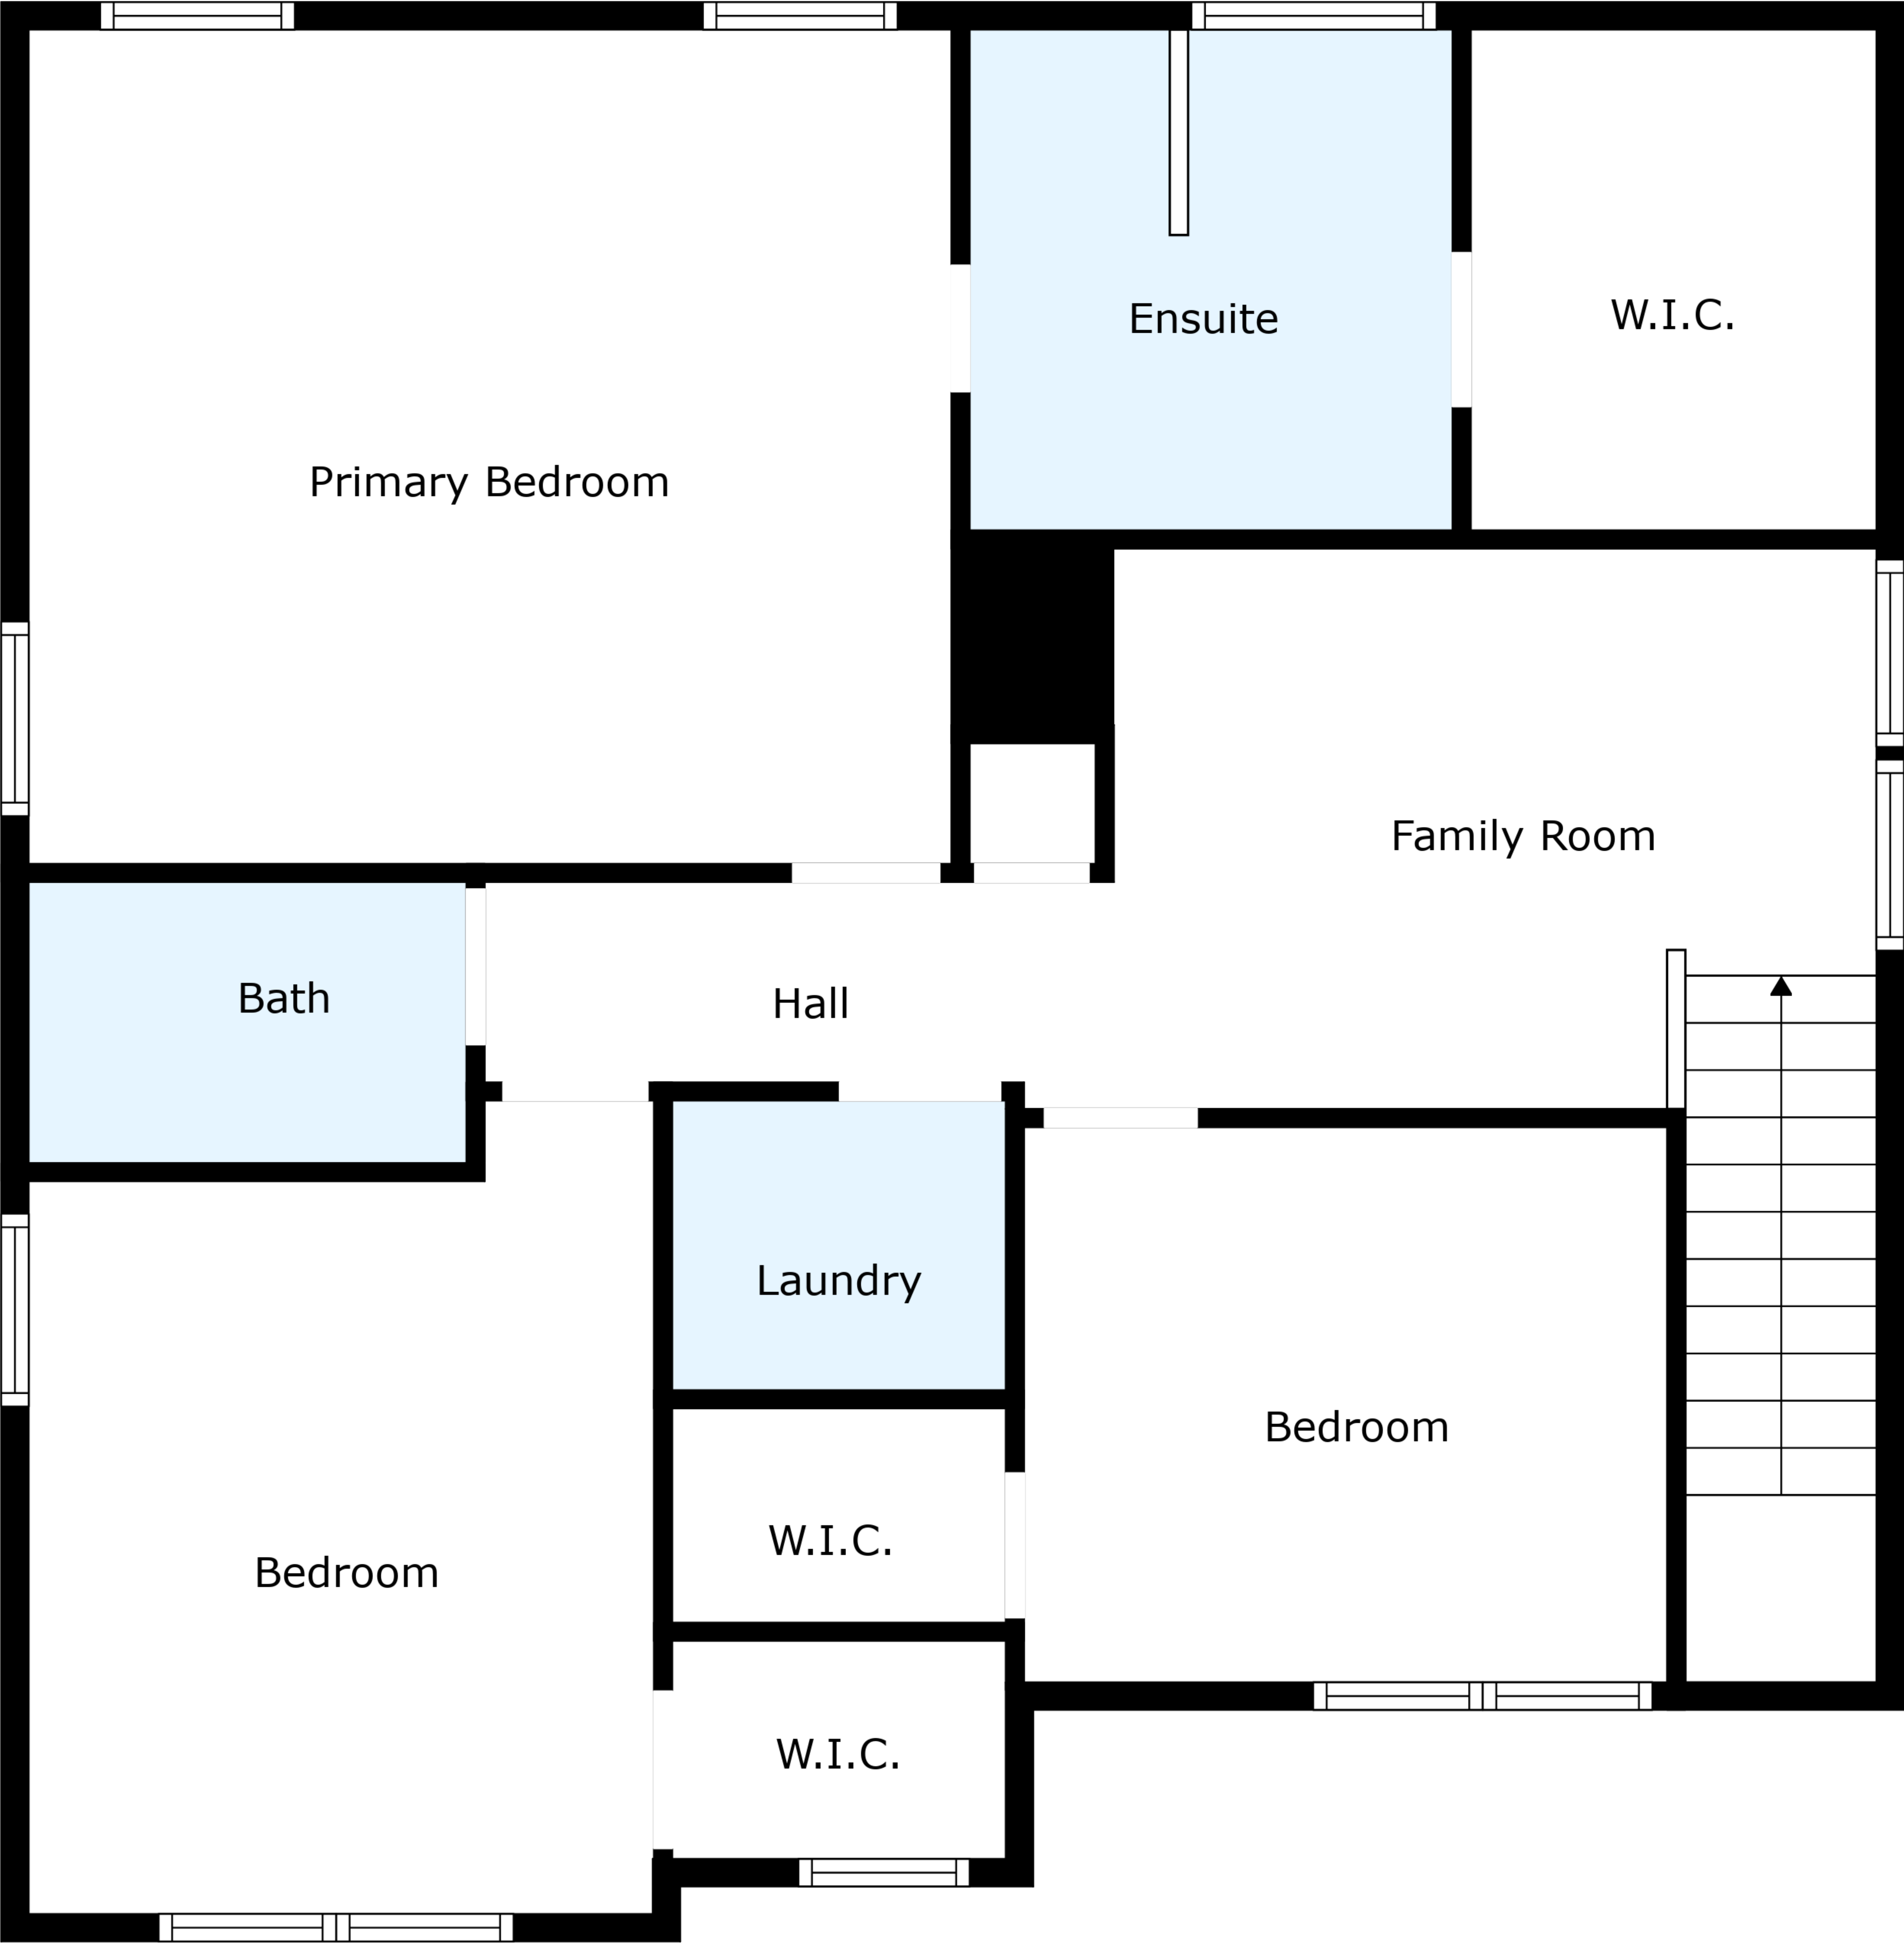 Ensuite
W.I.C.
Primary Bedroom
Family Room
Bath
Hall
Laundry
Bedroom
W.I.C.
Bedroom
W.I.C.